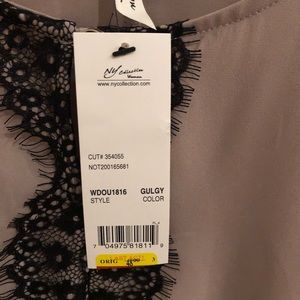 NY Collection
Woman
www.nycollection.com
CUT# 354055
NOT200165681
WDOU1816 GULGY
STYLE COLOR
7 04975 81811 9
ORIG